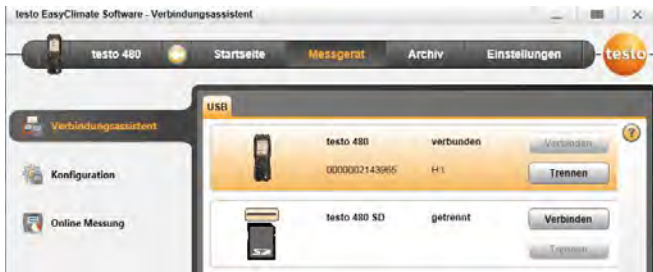 testo EasyClimate Software - Verbindungsassistent
testo 480 Startseite Messgerät Archiv Einstellungen testo
USB
Verbindungsassistent
testo 480 verbunden Verbinden
?
0000002143965 H:\ Trennen
Konfiguration
Online Messung
testo 480 SD getrennt Verbinden
Trennen